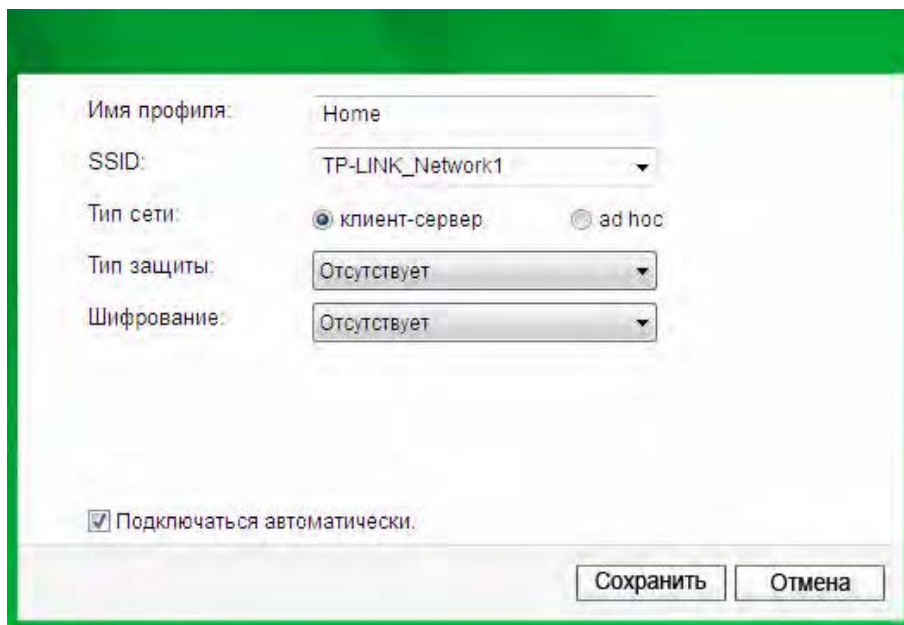 Имя профиля: Home
SSID: TP-LINK_Network1
Тип сети: клиент-сервер ad hoc
Тип защиты: Отсутствует
Шифрование: Отсутствует
Подключаться автоматически.
Сохранить Отмена